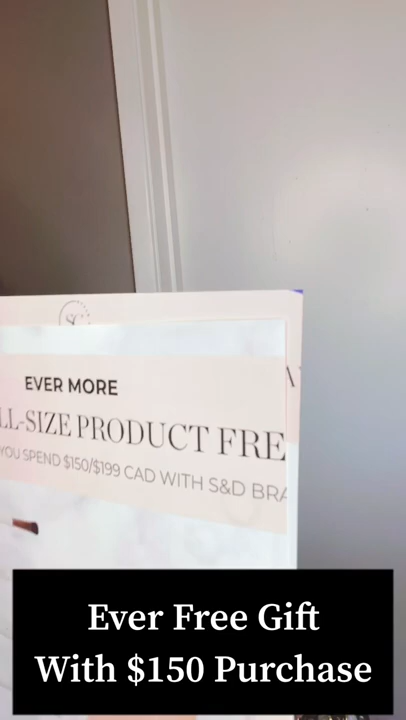 SC
EVER MORE
LL-SIZE PRODUCT FRE
YOU SPEND $150/$199 CAD WITH S&D BRA
Ever Free Gift
With $150 Purchase